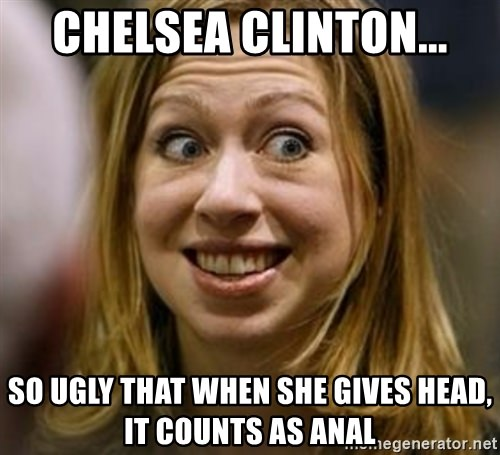 CHELSEA CLINTON...
SO UGLY THAT WHEN SHE GIVES HEAD,
IT COUNTS AS ANAL
memegenerator.net